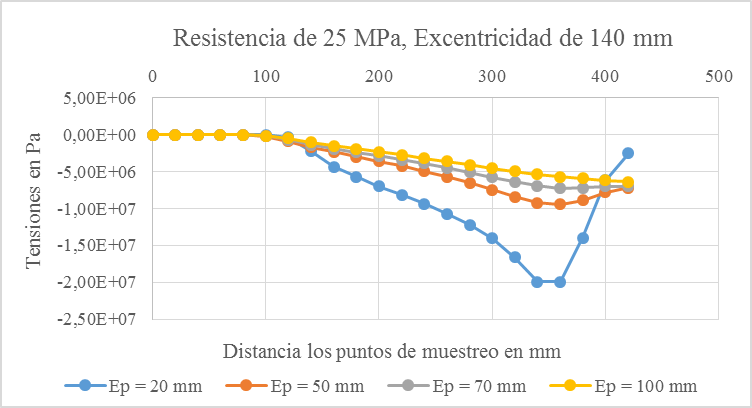 Resistencia de 25 MPa, Excentricidad de 140 mm
0 100 200 300 400 500
5,00E+06
0,00E+00
-5,00E+06
-1,00E+07
-1,50E+07
-2,00E+07
-2,50E+07
Tensiones en Pa
Distancia los puntos de muestreo en mm
Ep = 20 mm Ep = 50 mm Ep = 70 mm Ep = 100 mm